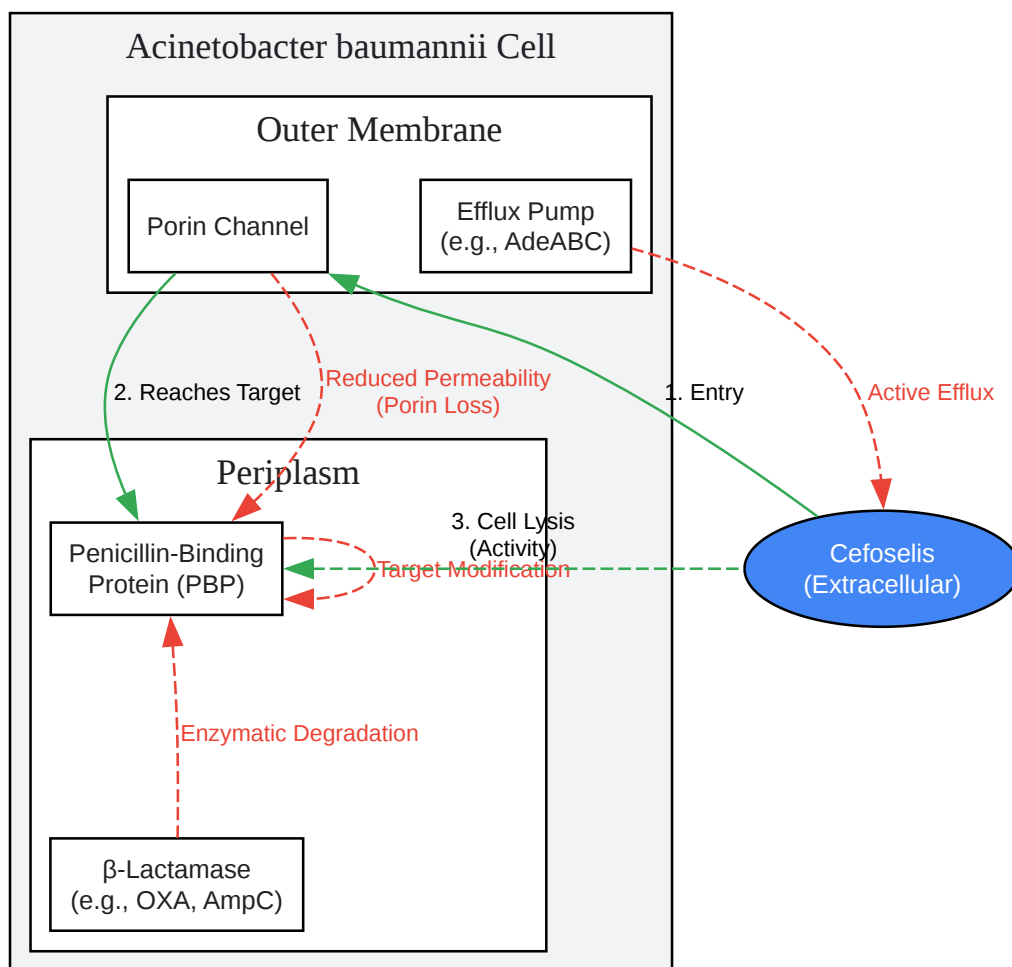 Acinetobacter baumannii Cell
Outer Membrane
Porin Channel
Efflux Pump
(e.g., AdeABC)
2. Reaches Target
Reduced Permeability
(Porin Loss)
1. Entry
Active Efflux
Periplasm
Penicillin-Binding
Protein (PBP)
3. Cell Lysis
(Activity)
Target Modification
Cefoselis
(Extracellular)
Enzymatic Degradation
β-Lactamase
(e.g., OXA, AmpC)